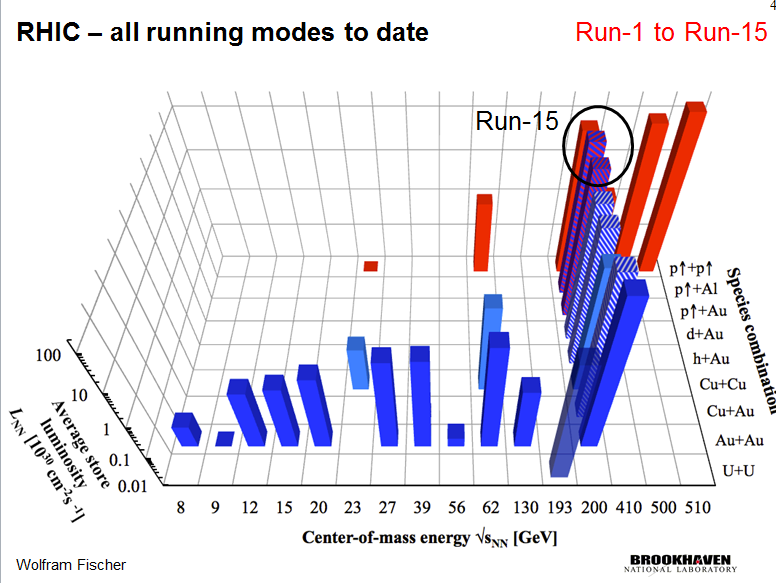 4
RHIC – all running modes to date
Run-1 to Run-15
Run-15
p↑+p↑
p↑+Al
p↑+Au
d+Au
h+Au
Cu+Cu
Cu+Au
Au+Au
U+U
Species combination
100
10
1
0.1
0.01
Average store
luminosity
L_NN [10^30 cm^-2 s^-1]
8 9 12 15 20 23 27 39 56 62 130 193 200 410 500 510
Center-of-mass energy √s_NN [GeV]
Wolfram Fischer
BROOKHAVEN
NATIONAL LABORATORY